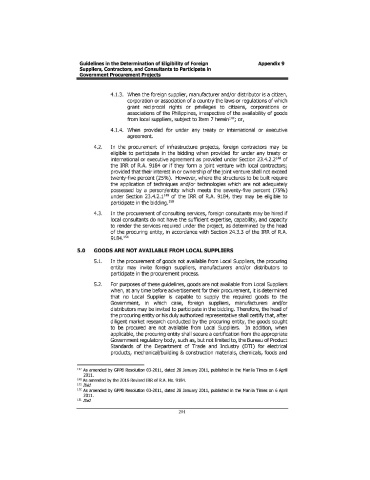 Guidelines in the Determination of Eligibility of Foreign Appendix 9
Suppliers, Contractors, and Consultants to Participate in
Government Procurement Projects
4.1.3. When the foreign supplier, manufacturer and/or distributor is a citizen,
corporation or association of a country the laws or regulations of which
grant reciprocal rights or privileges to citizens, corporations or
associations of the Philippines, irrespective of the availability of goods
from local suppliers, subject to Item 7 herein; or,
4.1.4. When provided for under any treaty or international or executive
agreement.
4.2. In the procurement of infrastructure projects, foreign contractors may be
eligible to participate in the bidding when provided for under any treaty or
international or executive agreement as provided under Section 23.4.2.2 of
the IRR of R.A. 9184 or if they form a joint venture with local contractors;
provided that their interest in or ownership of the joint venture shall not exceed
twenty-five percent (25%). However, where the structures to be built require
the application of techniques and/or technologies which are not adequately
possessed by a person/entity which meets the seventy-five percent (75%)
under Section 23.4.2.1 of the IRR of R.A. 9184, they may be eligible to
participate in the bidding.
4.3. In the procurement of consulting services, foreign consultants may be hired if
local consultants do not have the sufficient expertise, capability, and capacity
to render the services required under the project, as determined by the head
of the procuring entity, in accordance with Section 24.3.3 of the IRR of R.A.
9184.
5.0 GOODS ARE NOT AVAILABLE FROM LOCAL SUPPLIERS
5.1. In the procurement of goods not available from Local Suppliers, the procuring
entity may invite foreign suppliers, manufacturers and/or distributors to
participate in the procurement process.
5.2. For purposes of these guidelines, goods are not available from Local Suppliers
when, at any time before advertisement for their procurement, it is determined
that no Local Supplier is capable to supply the required goods to the
Government, in which case, foreign suppliers, manufacturers and/or
distributors may be invited to participate in the bidding. Therefore, the head of
the procuring entity or his duly authorized representative shall certify that, after
diligent market research conducted by the procuring entity, the goods sought
to be procured are not available from Local Suppliers. In addition, when
applicable, the procuring entity shall secure a certification from the appropriate
Government regulatory body, such as, but not limited to, the Bureau of Product
Standards of the Department of Trade and Industry (DTI) for electrical
products, mechanical/building & construction materials, chemicals, foods and
As amended by GPPB Resolution 03-2011, dated 28 January 2011, published in the Manila Times on 6 April
2011.
As amended by the 2016 Revised IRR of R.A. No. 9184.
Ibid
As amended by GPPB Resolution 03-2011, dated 28 January 2011, published in the Manila Times on 6 April
2011.
Ibid